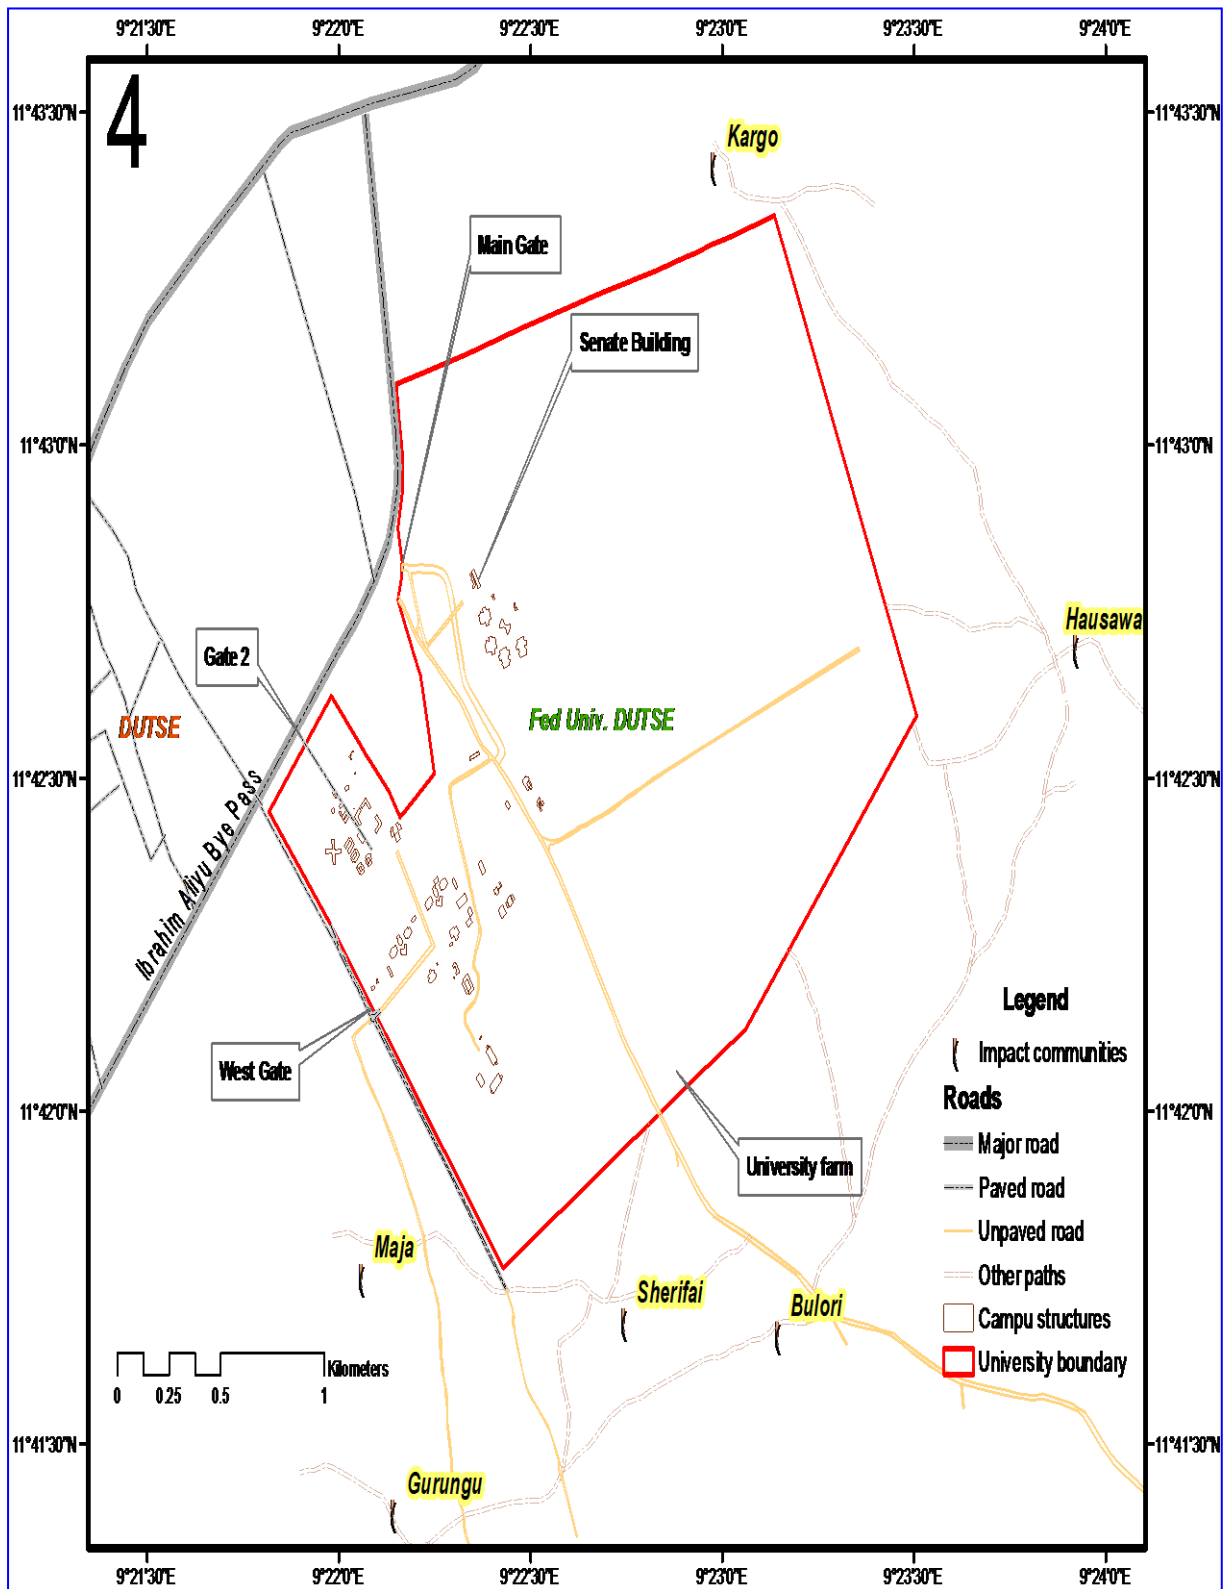 9°21'30"E 9°22'0"E 9°22'30"E 9°23'0"E 9°23'30"E 9°24'0"E
4
11°43'30"N 11°43'30"N
Kargo
Main Gate
Senate Building
11°43'0"N 11°43'0"N
Hausawa
Gate 2
DUTSE
Fed Univ. DUTSE
11°42'30"N 11°42'30"N
Ibrahim Aliyu Bye Pass
Legend
Impact communities
West Gate
Roads
11°42'0"N 11°42'0"N
Major road
University farm
Paved road
Unpaved road
Maja
Other paths
Sherifai
Bulori
Campu structures
University boundary
Kilometers
0 0.25 0.5 1
11°41'30"N 11°41'30"N
Gurungu
9°21'30"E 9°22'0"E 9°22'30"E 9°23'0"E 9°23'30"E 9°24'0"E